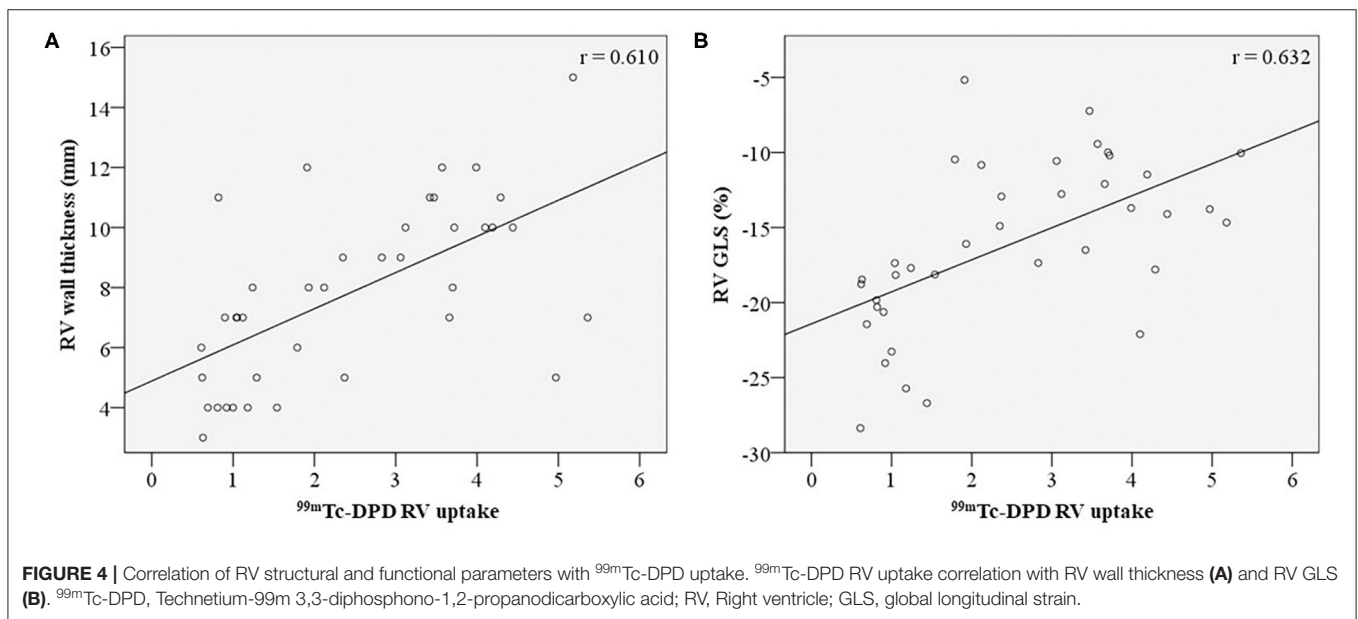 A
r = 0.610
16
14
12
10
8
6
4
RV wall thickness (mm)
0 1 2 3 4 5 6
99mTc-DPD RV uptake
B
r = 0.632
-5
-10
-15
-20
-25
-30
RV GLS (%)
0 1 2 3 4 5 6
99mTc-DPD RV uptake
FIGURE 4 | Correlation of RV structural and functional parameters with 99mTc-DPD uptake. 99mTc-DPD RV uptake correlation with RV wall thickness (A) and RV GLS
(B). 99mTc-DPD, Technetium-99m 3,3-diphosphono-1,2-propanodicarboxylic acid; RV, Right ventricle; GLS, global longitudinal strain.